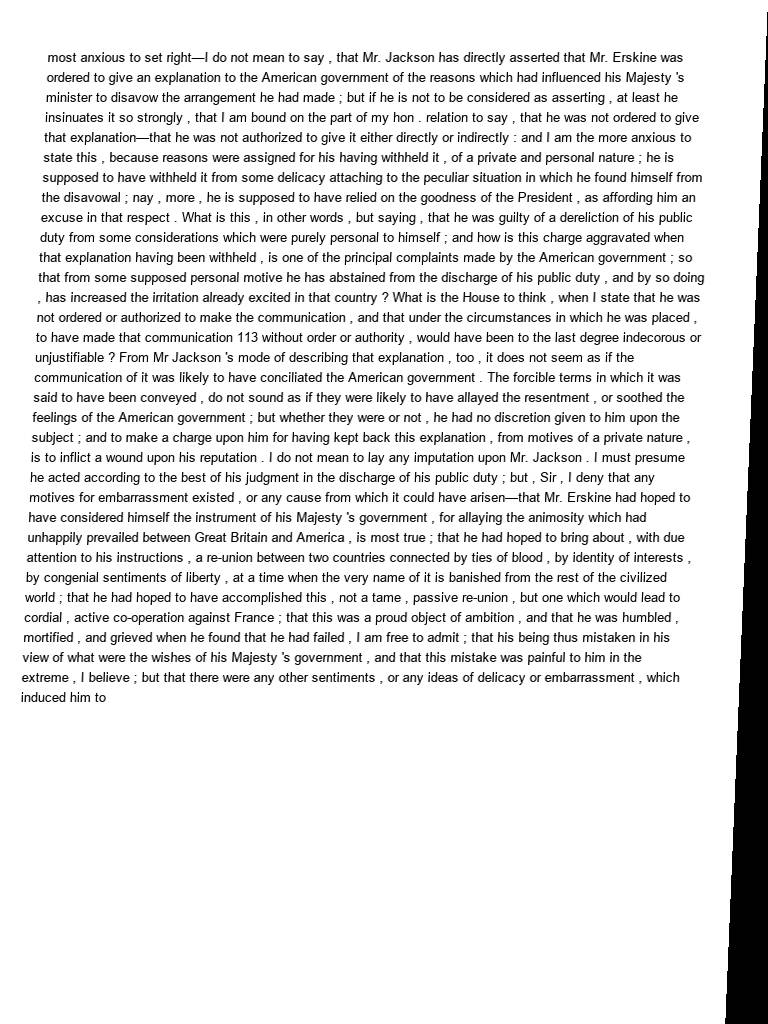 most anxious to set right—I do not mean to say , that Mr. Jackson has directly asserted that Mr. Erskine was
ordered to give an explanation to the American government of the reasons which had influenced his Majesty 's
minister to disavow the arrangement he had made ; but if he is not to be considered as asserting , at least he
insinuates it so strongly , that I am bound on the part of my hon . relation to say , that he was not ordered to give
that explanation—that he was not authorized to give it either directly or indirectly : and I am the more anxious to
state this , because reasons were assigned for his having withheld it , of a private and personal nature ; he is
supposed to have withheld it from some delicacy attaching to the peculiar situation in which he found himself from
the disavowal ; nay , more , he is supposed to have relied on the goodness of the President , as affording him an
excuse in that respect . What is this , in other words , but saying , that he was guilty of a dereliction of his public
duty from some considerations which were purely personal to himself ; and how is this charge aggravated when
that explanation having been withheld , is one of the principal complaints made by the American government ; so
that from some supposed personal motive he has abstained from the discharge of his public duty , and by so doing
, has increased the irritation already excited in that country ? What is the House to think , when I state that he was
not ordered or authorized to make the communication , and that under the circumstances in which he was placed ,
to have made that communication 113 without order or authority , would have been to the last degree indecorous or
unjustifiable ? From Mr Jackson 's mode of describing that explanation , too , it does not seem as if the
communication of it was likely to have conciliated the American government . The forcible terms in which it was
said to have been conveyed , do not sound as if they were likely to have allayed the resentment , or soothed the
feelings of the American government ; but whether they were or not , he had no discretion given to him upon the
subject ; and to make a charge upon him for having kept back this explanation , from motives of a private nature ,
is to inflict a wound upon his reputation . I do not mean to lay any imputation upon Mr. Jackson . I must presume
he acted according to the best of his judgment in the discharge of his public duty ; but , Sir , I deny that any
motives for embarrassment existed , or any cause from which it could have arisen—that Mr. Erskine had hoped to
have considered himself the instrument of his Majesty 's government , for allaying the animosity which had
unhappily prevailed between Great Britain and America , is most true ; that he had hoped to bring about , with due
attention to his instructions , a re-union between two countries connected by ties of blood , by identity of interests ,
by congenial sentiments of liberty , at a time when the very name of it is banished from the rest of the civilized
world ; that he had hoped to have accomplished this , not a tame , passive re-union , but one which would lead to
cordial , active co-operation against France ; that this was a proud object of ambition , and that he was humbled ,
mortified , and grieved when he found that he had failed , I am free to admit ; that his being thus mistaken in his
view of what were the wishes of his Majesty 's government , and that this mistake was painful to him in the
extreme , I believe ; but that there were any other sentiments , or any ideas of delicacy or embarrassment , which
induced him to